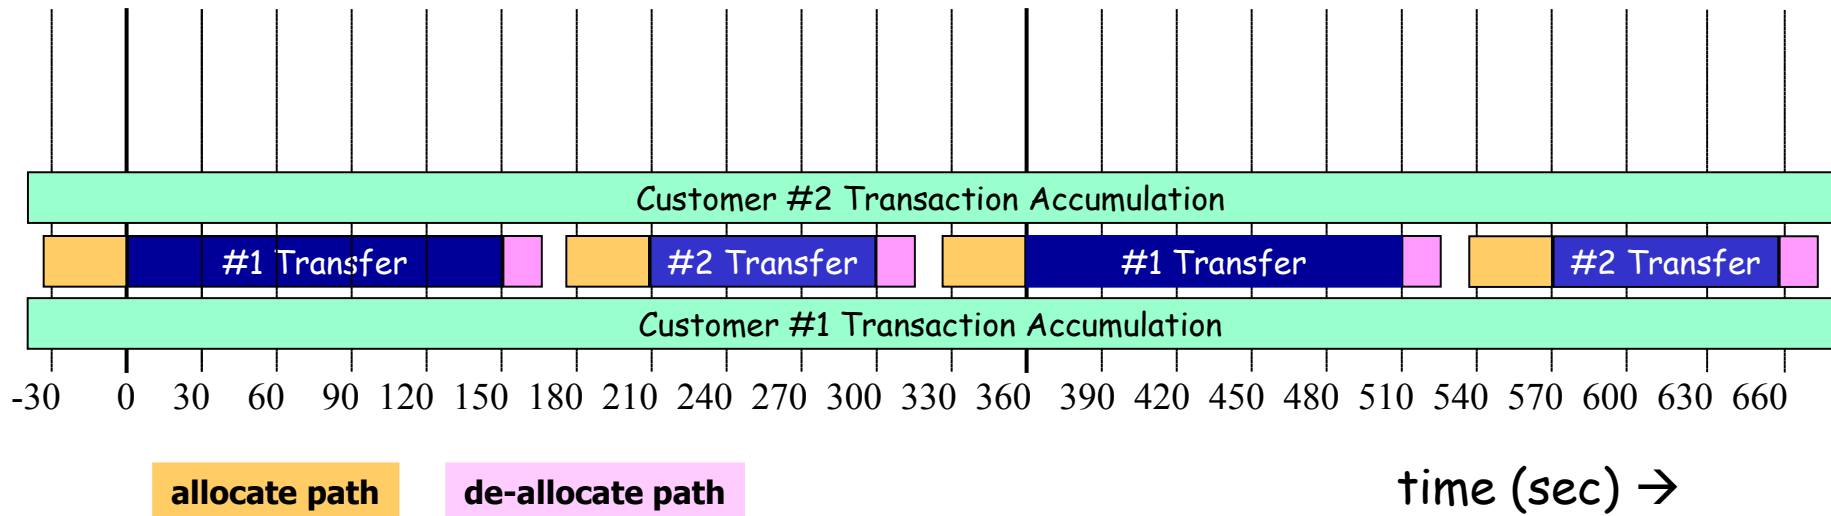 Customer #2 Transaction Accumulation
#1 Transfer #2 Transfer #1 Transfer #2 Transfer
Customer #1 Transaction Accumulation
-30 0 30 60 90 120 150 180 210 240 270 300 330 360 390 420 450 480 510 540 570 600 630 660
allocate path de-allocate path time (sec) →